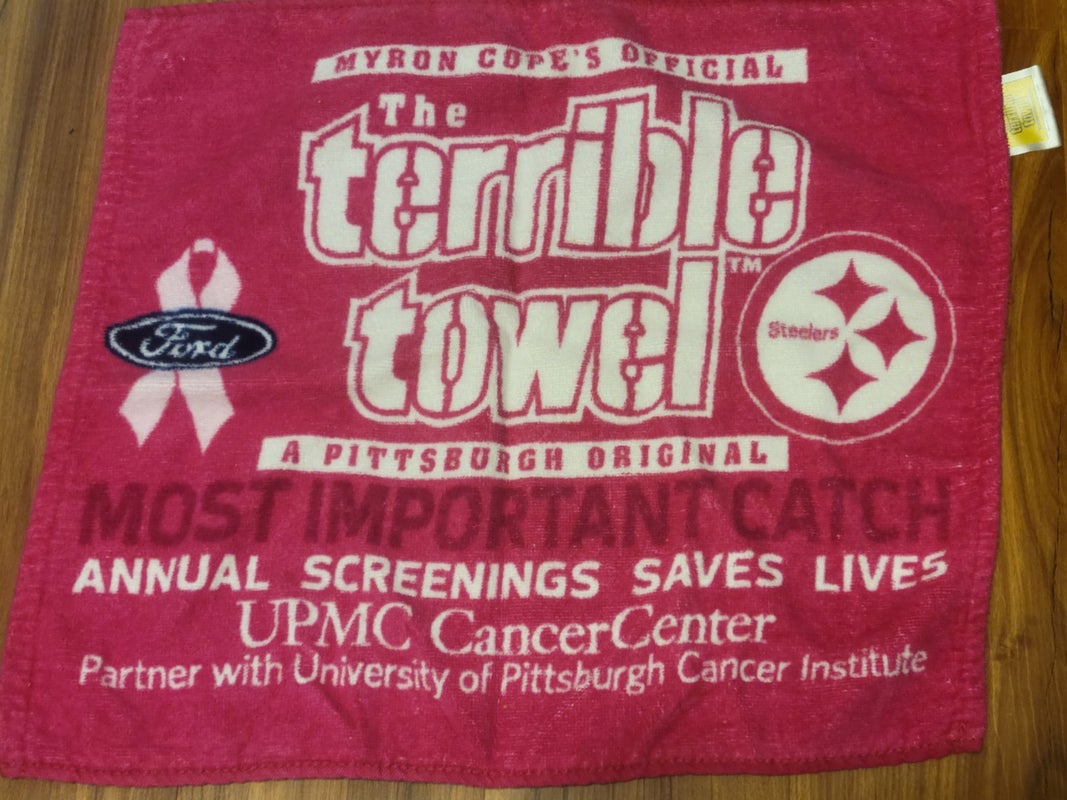 MYRON COPE'S OFFICIAL
The
terrible
towel™
Steelers
Ford
A PITTSBURGH ORIGINAL
MOST IMPORTANT CATCH
ANNUAL SCREENINGS SAVES LIVES
UPMC CancerCenter
Partner with University of Pittsburgh Cancer Institute